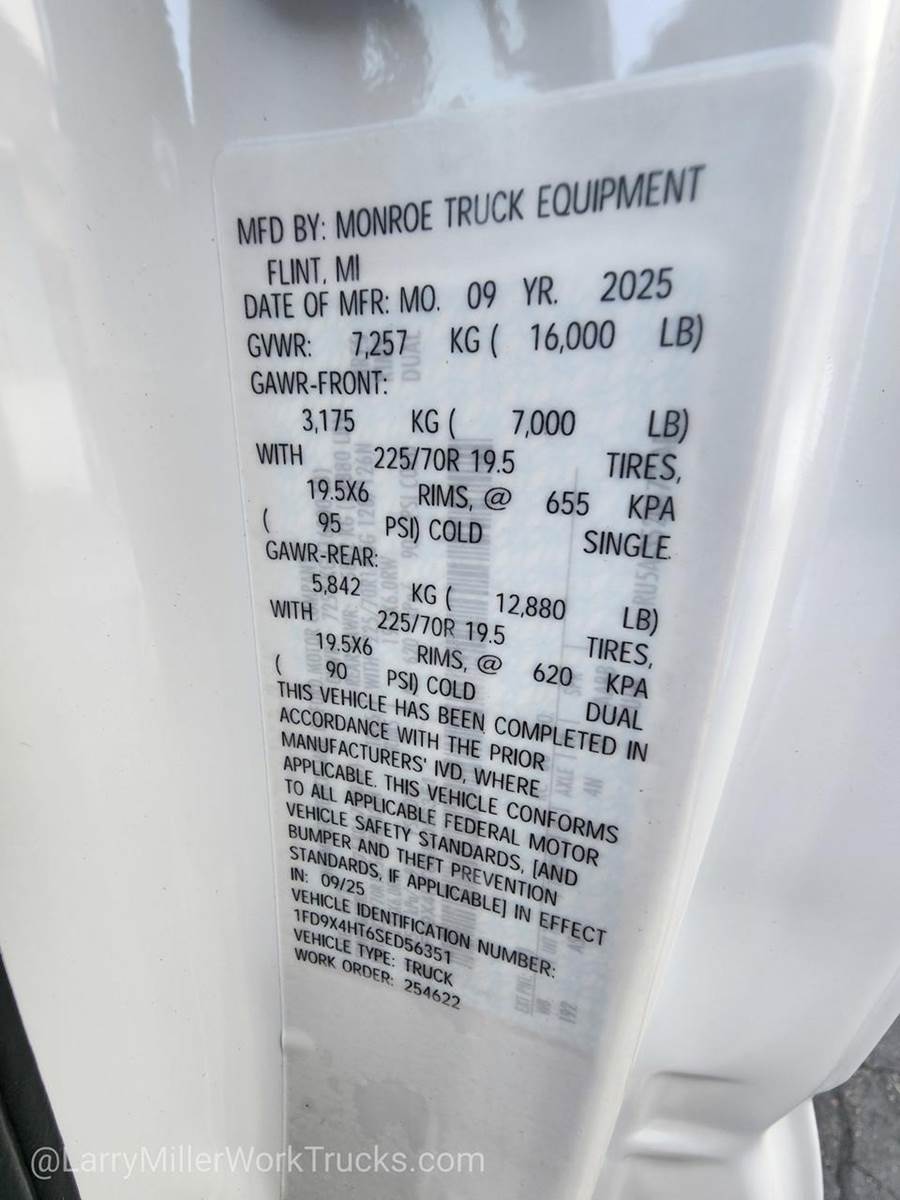 MFD BY: MONROE TRUCK EQUIPMENT
FLINT, MI
DATE OF MFR: MO. 09 YR. 2025
GVWR: 7,257 KG ( 16,000 LB)
GAWR-FRONT:
3,175 KG ( 7,000 LB)
WITH 225/70R 19.5 TIRES,
19.5X6 RIMS, @ 655 KPA
( 95 PSI) COLD SINGLE
GAWR-REAR:
5,842 KG ( 12,880 LB)
WITH 225/70R 19.5 TIRES,
19.5X6 RIMS, @ 620 KPA
( 90 PSI) COLD DUAL
THIS VEHICLE HAS BEEN COMPLETED IN
ACCORDANCE WITH THE PRIOR
MANUFACTURERS' IVD, WHERE
APPLICABLE. THIS VEHICLE CONFORMS
TO ALL APPLICABLE FEDERAL MOTOR
VEHICLE SAFETY STANDARDS, [AND
BUMPER AND THEFT PREVENTION
STANDARDS, IF APPLICABLE] IN EFFECT
IN: 09/25
VEHICLE IDENTIFICATION NUMBER:
1FD9X4HT6SED56351
VEHICLE TYPE: TRUCK
WORK ORDER: 254622
@LarryMillerWorkTrucks.com